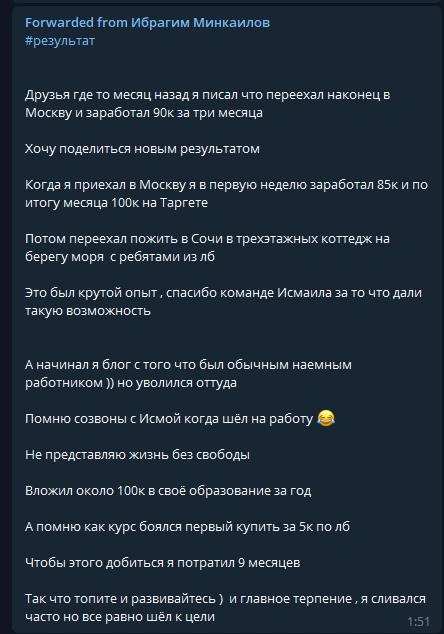 Forwarded from Ибрагим Минкаилов
#результат
Друзья где то месяц назад я писал что переехал наконец в
Москву и заработал 90к за три месяца
Хочу поделиться новым результатом
Когда я приехал в Москву я в первую неделю заработал 85к и по
итогу месяца 100к на Таргете
Потом переехал пожить в Сочи в трехэтажных коттедж на
берегу моря  с ребятами из лб
Это был крутой опыт , спасибо команде Исмаила за то что дали
такую возможность
А начинал я блог с того что был обычным наемным
работником )) но уволился оттуда
Помню созвоны с Исмой когда шёл на работу 😂
Не представляю жизнь без свободы
Вложил около 100к в своё образование за год
А помню как курс боялся первый купить за 5к по лб
Чтобы этого добиться я потратил 9 месяцев
Так что топите и развивайтесь )  и главное терпение , я сливался
часто но все равно шёл к цели
1:51